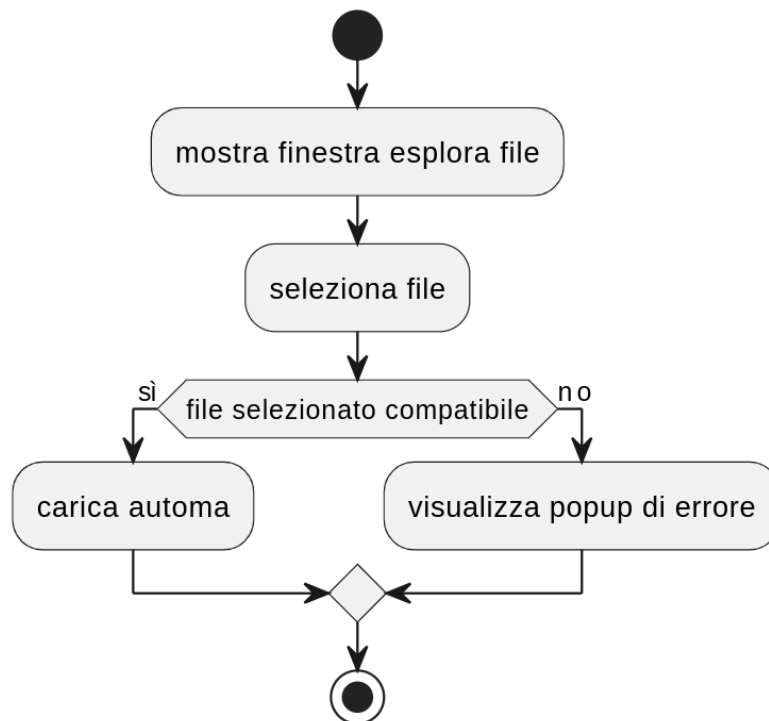 mostra finestra esplora file
seleziona file
sì
file selezionato compatibile
no
carica automa
visualizza popup di errore